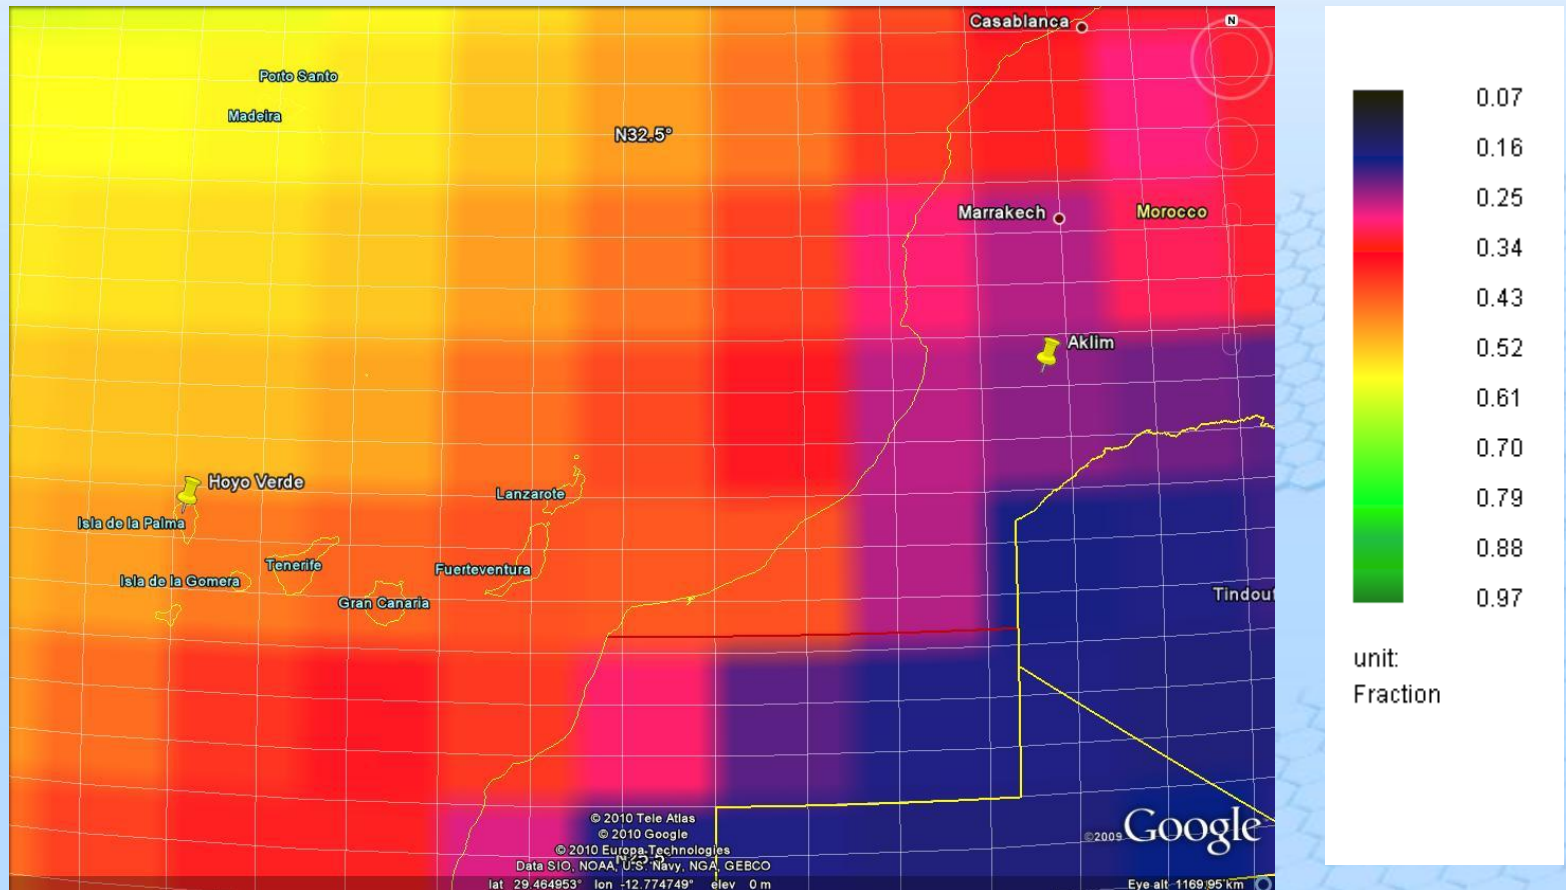 Casablanca
N
Porto Santo
Madeira
N32.5°
Marrakech
Morocco
Aklim
Hoyo Verde
Lanzarote
Isla de la Palma
Tenerife
Fuerteventura
Isla de la Gomera
Gran Canaria
Tindouf
© 2010 Tele Atlas
© 2010 Google
© 2010 Europa Technologies
Data SIO, NOAA, U.S. Navy, NGA, GEBCO
©2009 Google
lat 29.464953° lon -12.774749° elev 0 m
Eye alt 1169.95 km
0.07
0.16
0.25
0.34
0.43
0.52
0.61
0.70
0.79
0.88
0.97
unit:
Fraction